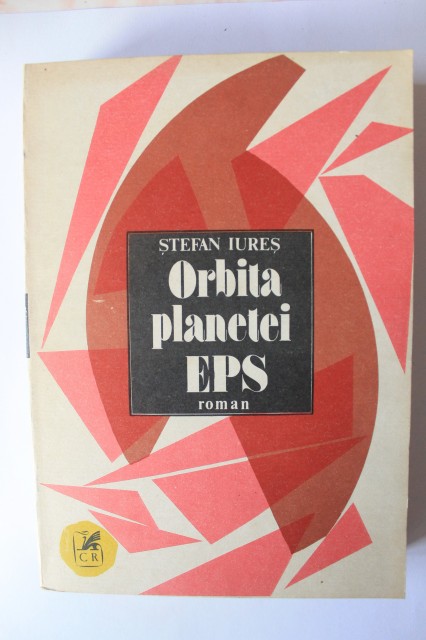 ȘTEFAN IUREȘ
Orbita
planetei
EPS
roman
C R